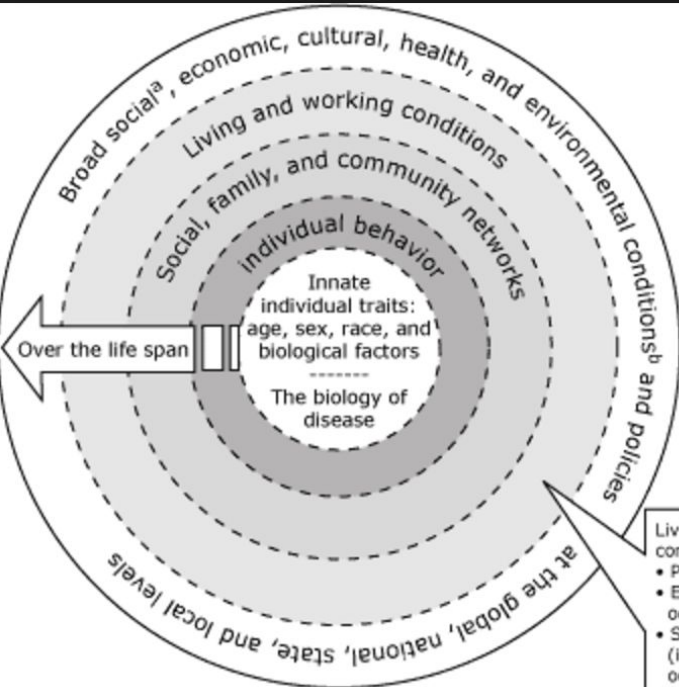 Broad socialᵃ, economic, cultural, health, and environmental conditionsᵇ and policies
at the global, national, state, and local levels
Living and working conditions
Social, family, and community networks
individual behavior
Innate
individual traits:
age, sex, race, and
biological factors
-------
The biology of
disease
Over the life span